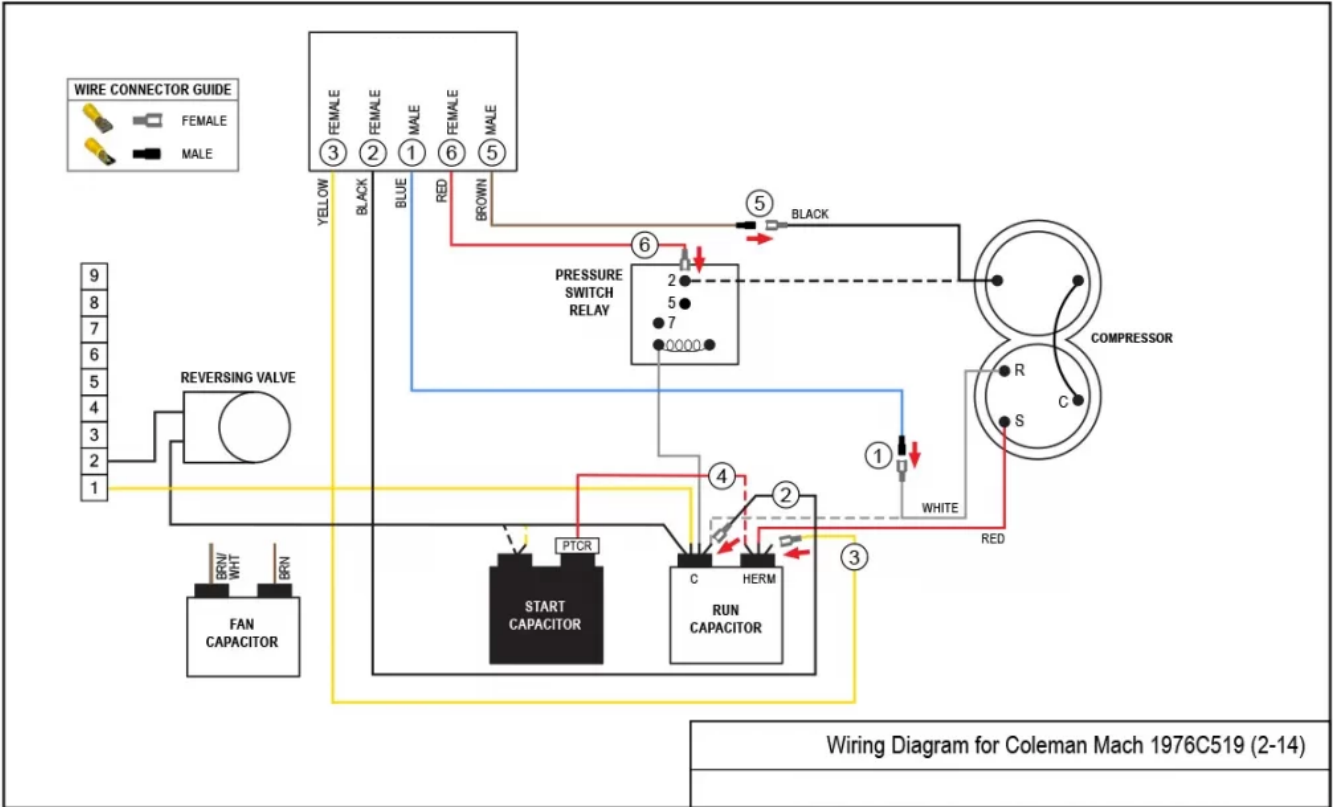 WIRE CONNECTOR GUIDE
FEMALE
MALE
FEMALE
FEMALE
MALE
FEMALE
MALE
3
2
1
6
5
YELLOW
BLACK
BLUE
RED
BROWN
5
BLACK
6
PRESSURE
SWITCH
RELAY
2
5
7
COMPRESSOR
R
C
S
9
8
7
6
5
4
3
2
1
REVERSING VALVE
1
WHITE
RED
4
2
3
BRN/
WHT
BRN
FAN
CAPACITOR
PTCR
START
CAPACITOR
C
HERM
RUN
CAPACITOR
Wiring Diagram for Coleman Mach 1976C519 (2-14)